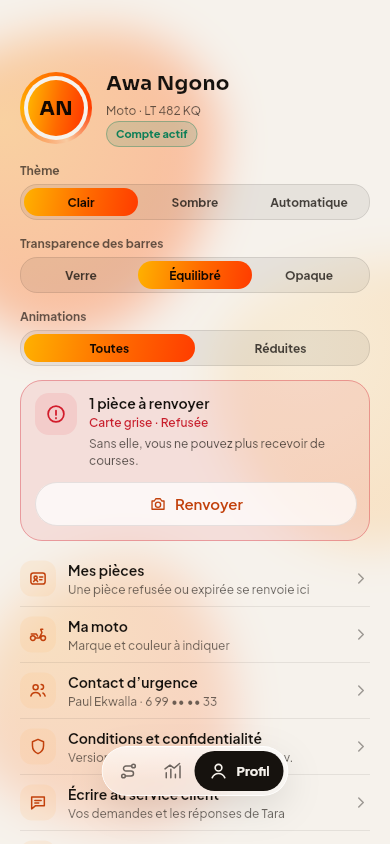 Awa Ngono
AN
Moto · LT 482 KQ
Compte actif
Thème
Clair
Sombre
Automatique
Transparence des barres
Verre
Équilibré
Opaque
Animations
Toutes
Réduites
1 pièce à renvoyer
Carte grise · Refusée
Sans elle, vous ne pouvez plus recevoir de
courses.
Renvoyer
Mes pièces
Une pièce refusée ou expirée se renvoie ici
Ma moto
Marque et couleur à indiquer
Contact d’urgence
Paul Ekwalla · 6 99 •• •• 33
Conditions et confidentialité
v.
Profil
Écrire au service client
Vos demandes et les réponses de Tara